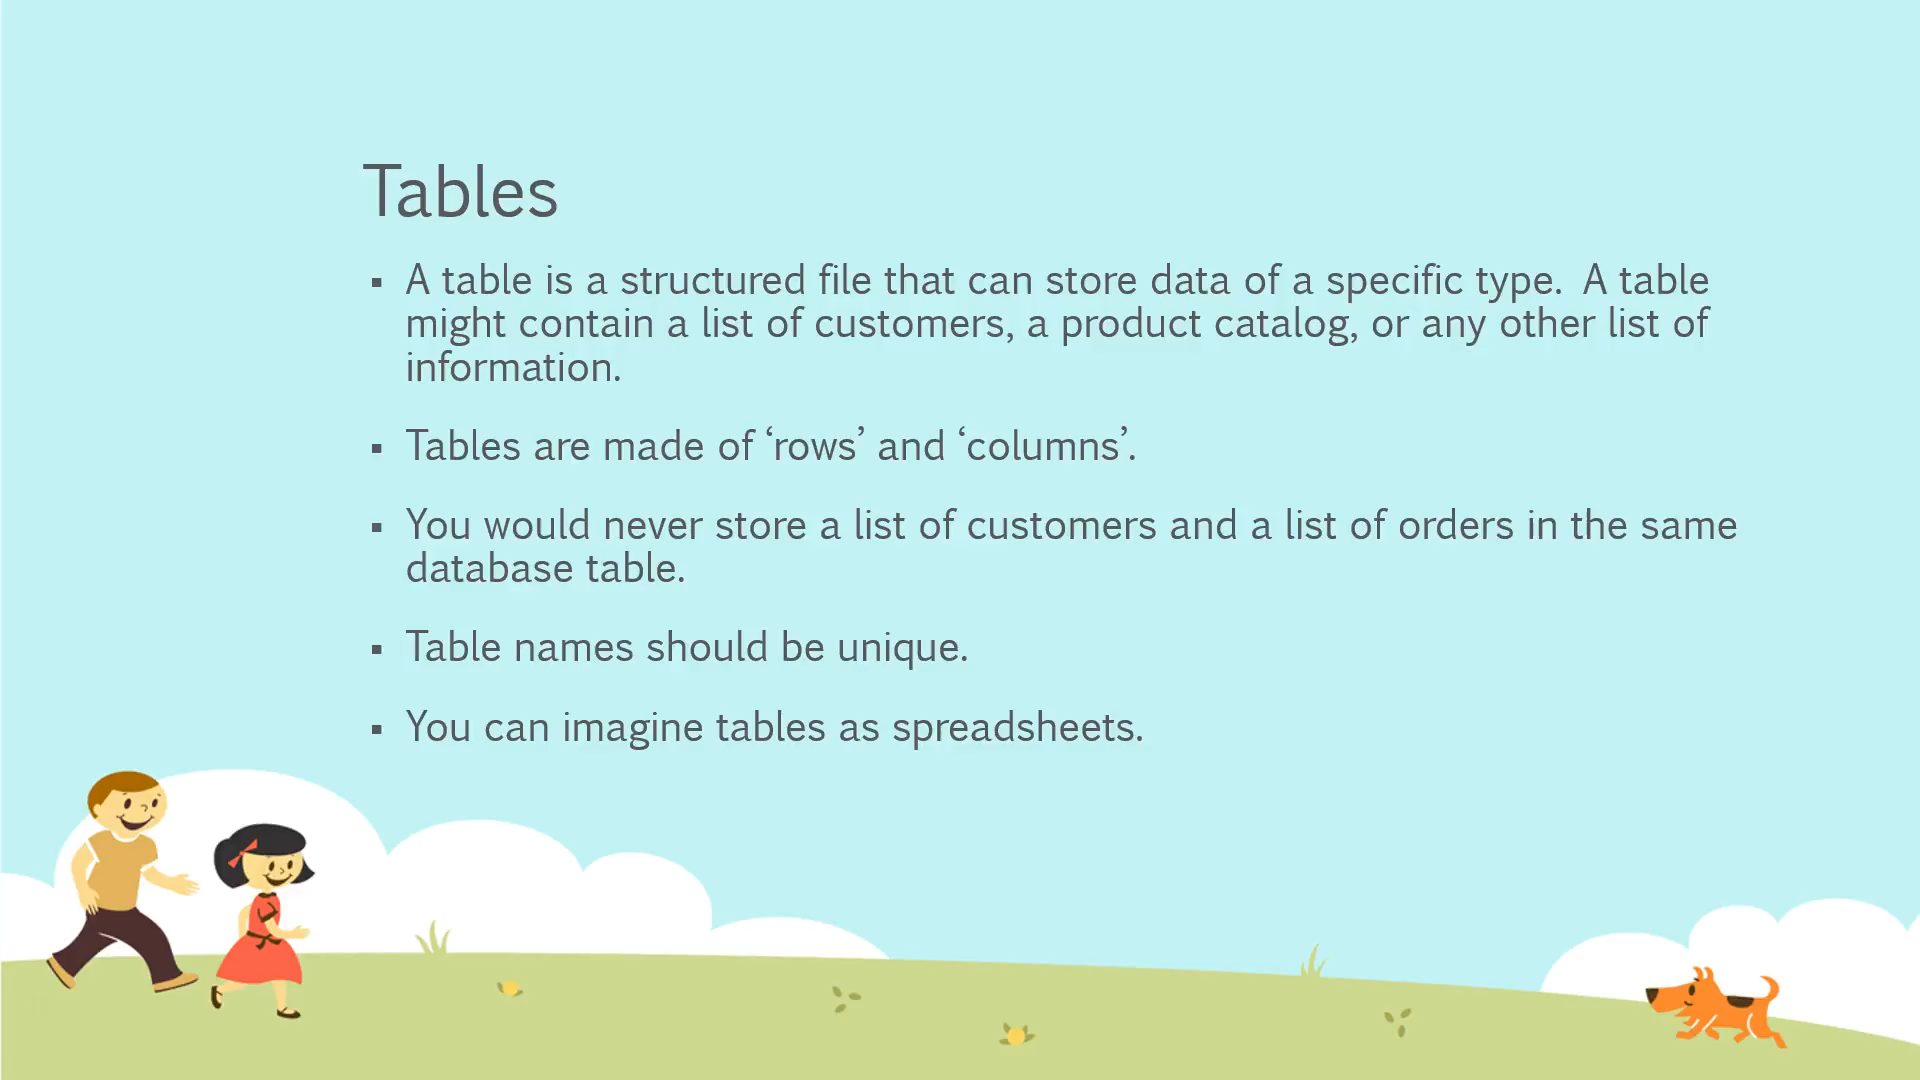 Tables
▪ A table is a structured file that can store data of a specific type.  A table
might contain a list of customers, a product catalog, or any other list of
information.
▪ Tables are made of ‘rows’ and ‘columns’.
▪ You would never store a list of customers and a list of orders in the same
database table.
▪ Table names should be unique.
▪ You can imagine tables as spreadsheets.